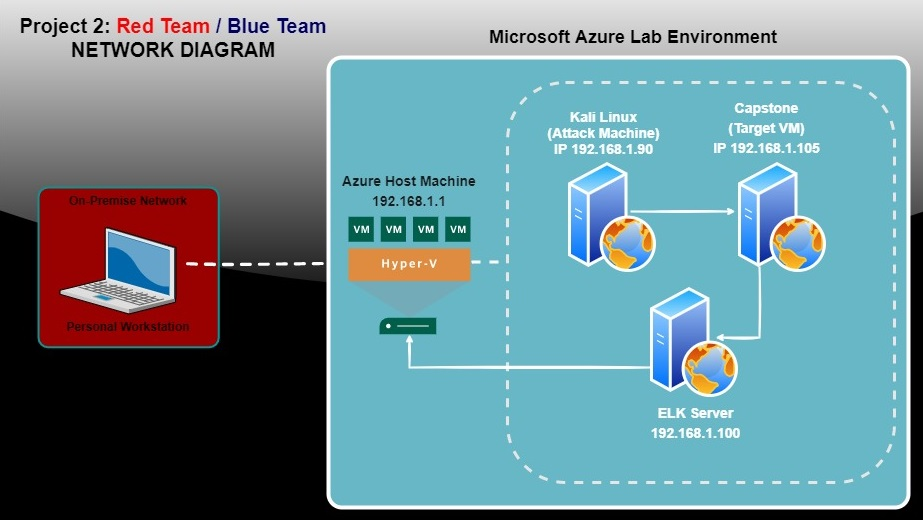 Project 2: Red Team / Blue Team
NETWORK DIAGRAM
Microsoft Azure Lab Environment
On-Premise Network
Personal Workstation
Azure Host Machine
192.168.1.1
VM VM VM VM
Hyper-V
Kali Linux
(Attack Machine)
IP 192.168.1.90
Capstone
(Target VM)
IP 192.168.1.105
ELK Server
192.168.1.100